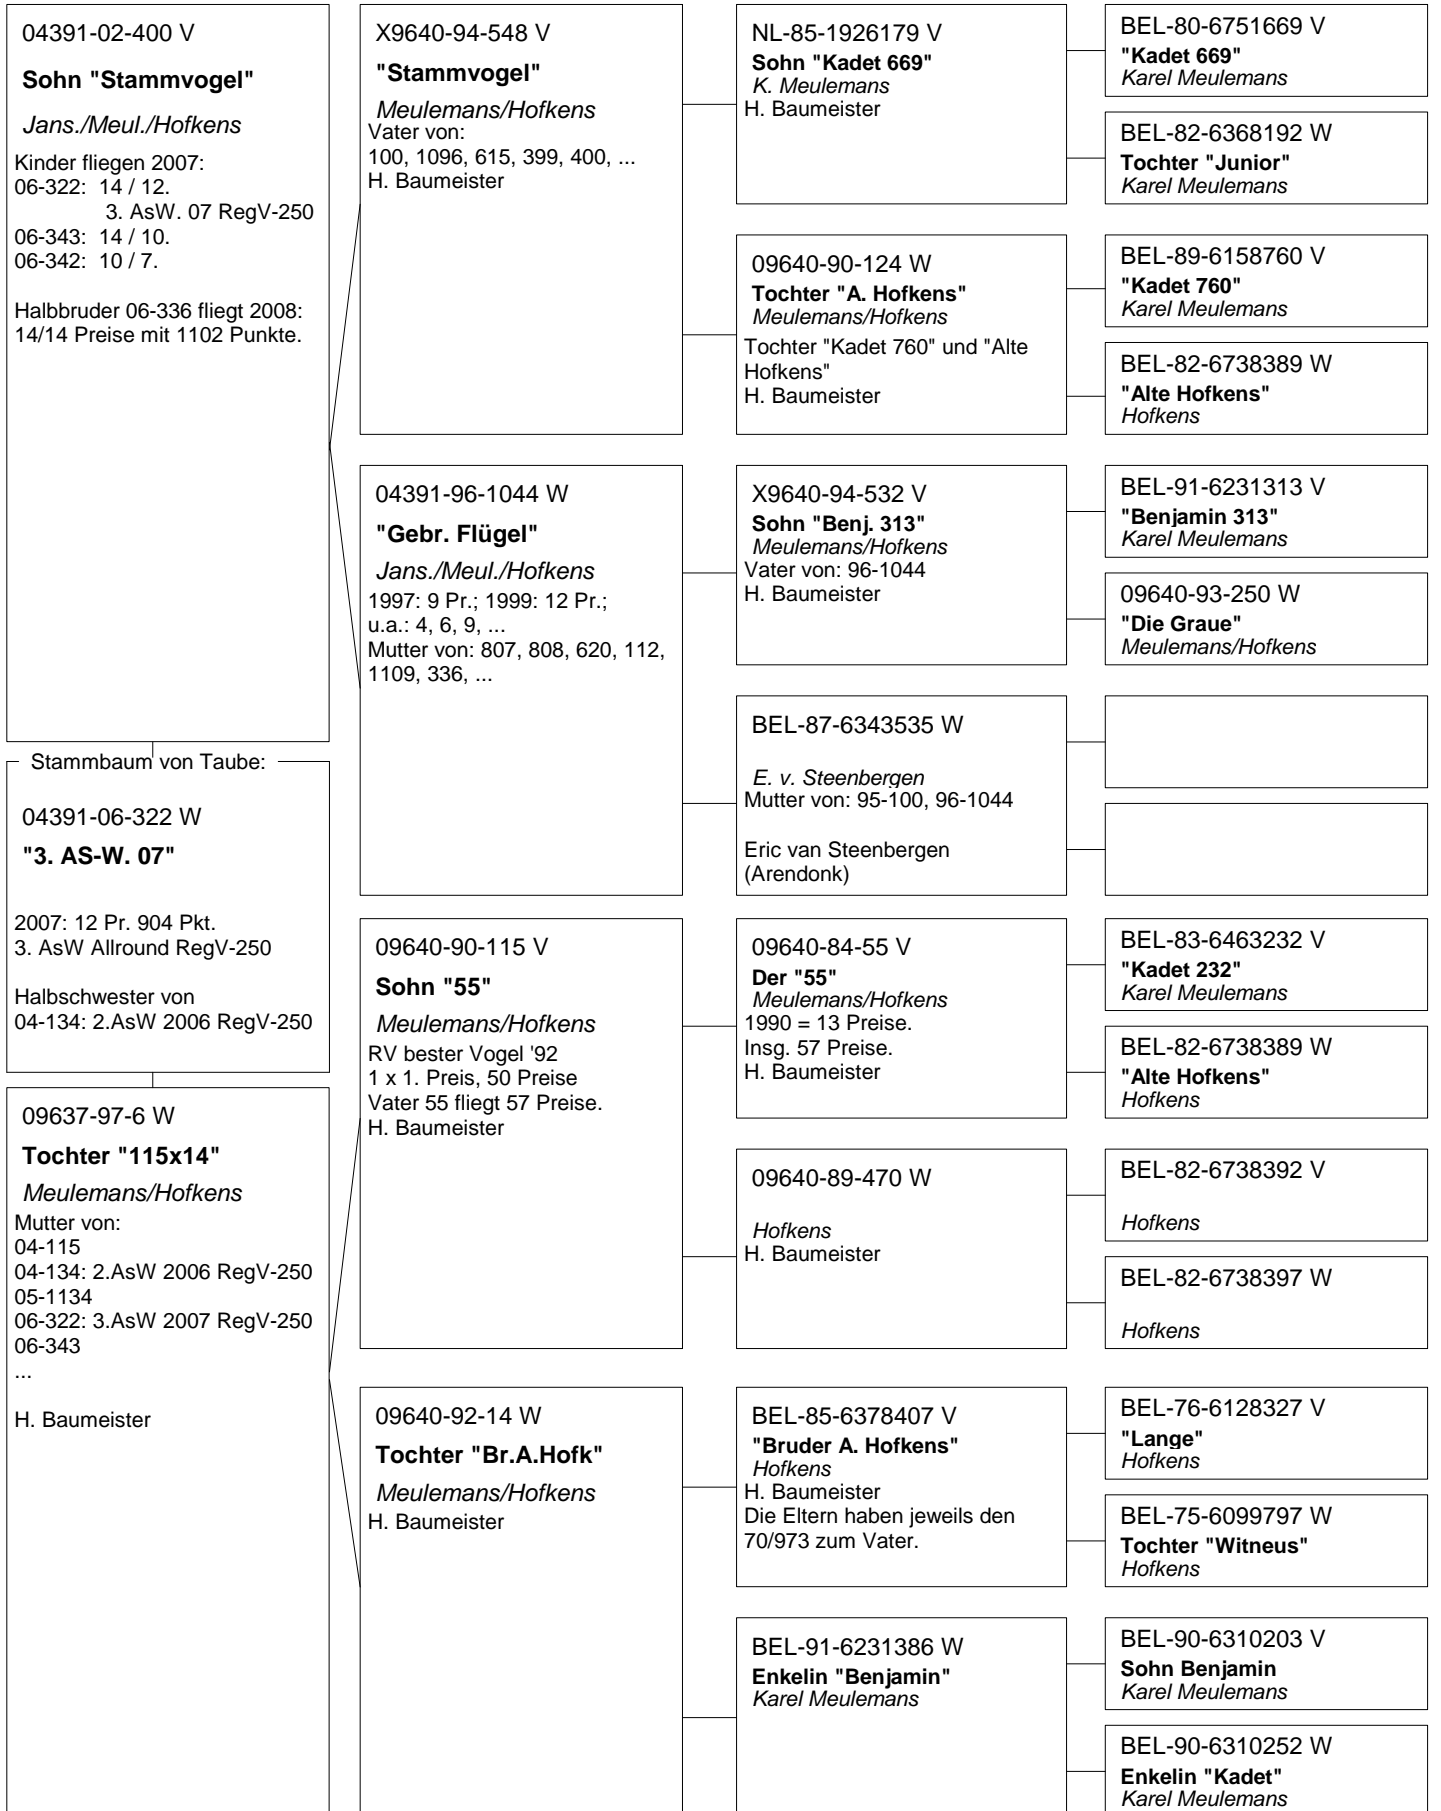 04391-02-400 V
Sohn "Stammvogel"
Jans./Meul./Hofkens
Kinder fliegen 2007:
06-322:  14 / 12.
3. AsW. 07 RegV-250
06-343:  14 / 10.
06-342:  10 / 7.
Halbbruder 06-336 fliegt 2008:
14/14 Preise mit 1102 Punkte.
Stammbaum von Taube:
04391-06-322 W
"3. AS-W. 07"
2007: 12 Pr. 904 Pkt.
3. AsW Allround RegV-250
Halbschwester von
04-134: 2.AsW 2006 RegV-250
09637-97-6 W
Tochter "115x14"
Meulemans/Hofkens
Mutter von:
04-115
04-134: 2.AsW 2006 RegV-250
05-1134
06-322: 3.AsW 2007 RegV-250
06-343
...
H. Baumeister
X9640-94-548 V
"Stammvogel"
Meulemans/Hofkens
Vater von:
100, 1096, 615, 399, 400, ...
H. Baumeister
04391-96-1044 W
"Gebr. Flügel"
Jans./Meul./Hofkens
1997: 9 Pr.; 1999: 12 Pr.;
u.a.: 4, 6, 9, ...
Mutter von: 807, 808, 620, 112,
1109, 336, ...
09640-90-115 V
Sohn "55"
Meulemans/Hofkens
RV bester Vogel '92
1 x 1. Preis, 50 Preise
Vater 55 fliegt 57 Preise.
H. Baumeister
09640-92-14 W
Tochter "Br.A.Hofk"
Meulemans/Hofkens
H. Baumeister
NL-85-1926179 V
Sohn "Kadet 669"
K. Meulemans
H. Baumeister
09640-90-124 W
Tochter "A. Hofkens"
Meulemans/Hofkens
Tochter "Kadet 760" und "Alte
Hofkens"
H. Baumeister
X9640-94-532 V
Sohn "Benj. 313"
Meulemans/Hofkens
Vater von: 96-1044
H. Baumeister
BEL-87-6343535 W
E. v. Steenbergen
Mutter von: 95-100, 96-1044
Eric van Steenbergen
(Arendonk)
09640-84-55 V
Der "55"
Meulemans/Hofkens
1990 = 13 Preise.
Insg. 57 Preise.
H. Baumeister
09640-89-470 W
Hofkens
H. Baumeister
BEL-85-6378407 V
"Bruder A. Hofkens"
Hofkens
H. Baumeister
Die Eltern haben jeweils den
70/973 zum Vater.
BEL-91-6231386 W
Enkelin "Benjamin"
Karel Meulemans
BEL-80-6751669 V
"Kadet 669"
Karel Meulemans
BEL-82-6368192 W
Tochter "Junior"
Karel Meulemans
BEL-89-6158760 V
"Kadet 760"
Karel Meulemans
BEL-82-6738389 W
"Alte Hofkens"
Hofkens
BEL-91-6231313 V
"Benjamin 313"
Karel Meulemans
09640-93-250 W
"Die Graue"
Meulemans/Hofkens
BEL-83-6463232 V
"Kadet 232"
Karel Meulemans
BEL-82-6738389 W
"Alte Hofkens"
Hofkens
BEL-82-6738392 V
Hofkens
BEL-82-6738397 W
Hofkens
BEL-76-6128327 V
"Lange"
Hofkens
BEL-75-6099797 W
Tochter "Witneus"
Hofkens
BEL-90-6310203 V
Sohn Benjamin
Karel Meulemans
BEL-90-6310252 W
Enkelin "Kadet"
Karel Meulemans